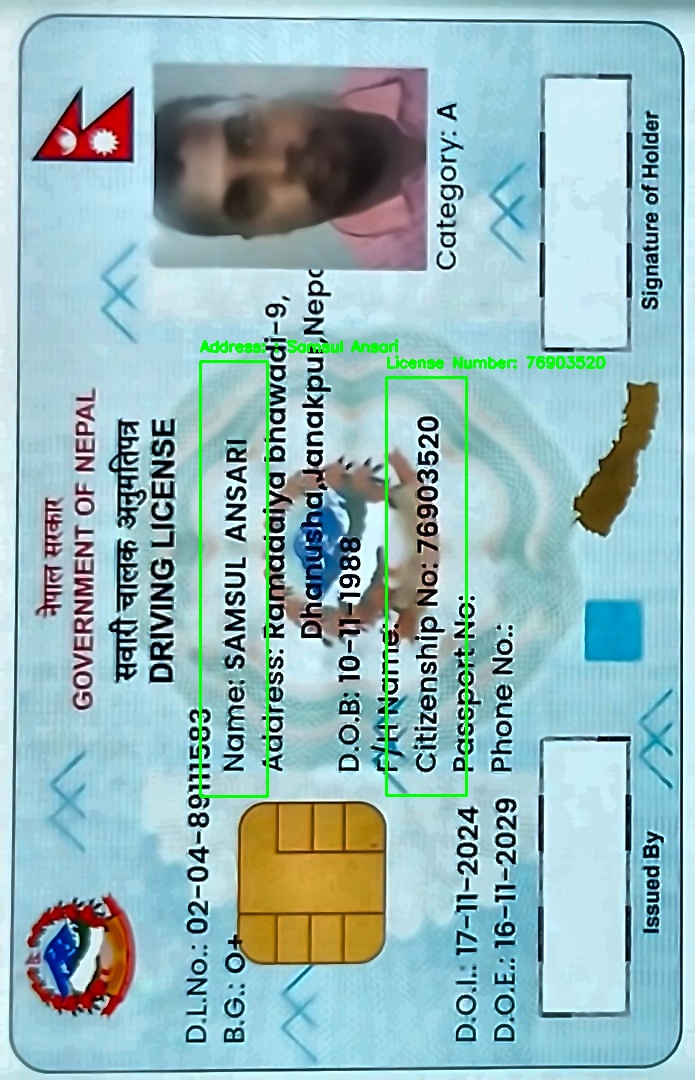 नेपाल सरकार
GOVERNMENT OF NEPAL
सवारी चालक अनुमतिपत्र
DRIVING LICENSE
D.L.No.: 02-04-89111583
B.G.: O+
Name: SAMSUL ANSARI
Address: Ramadaiya bhawadi-9,
Dhanusha,Janakpur,Nepa
D.O.B: 10-11-1988
F/H Name:
Citizenship No: 76903520
Passport No:
Phone No.:
Category: A
D.O.I.: 17-11-2024
D.O.E.: 16-11-2029
Signature of Holder
Issued By
Address: : Samsul Ansari
License Number: 76903520